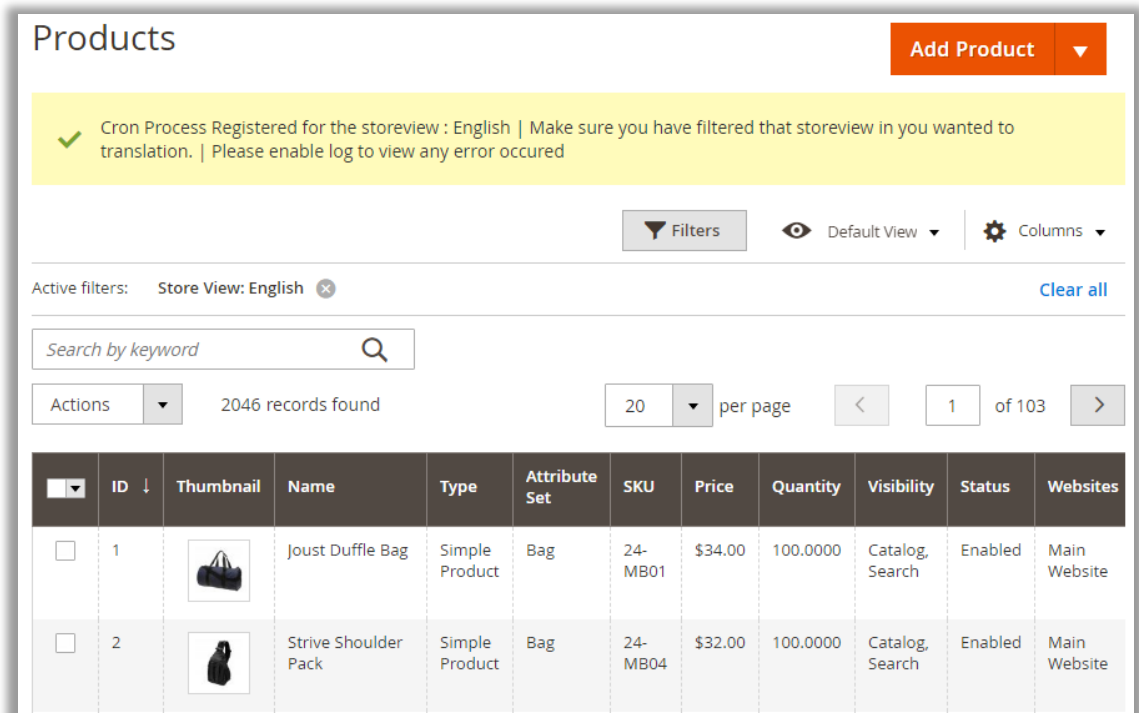 Products
Add Product
Cron Process Registered for the storeview : English | Make sure you have filtered that storeview in you wanted to
translation. | Please enable log to view any error occured
Filters
Default View
Columns
Active filters:
Store View: English
Clear all
Search by keyword
Actions
2046 records found
20
per page
1
of 103
ID ↓ Thumbnail Name Type Attribute Set SKU Price Quantity Visibility Status Websites
1 Joust Duffle Bag Simple Product Bag 24-MB01 $34.00 100.0000 Catalog, Search Enabled Main Website
2 Strive Shoulder Pack Simple Product Bag 24-MB04 $32.00 100.0000 Catalog, Search Enabled Main Website